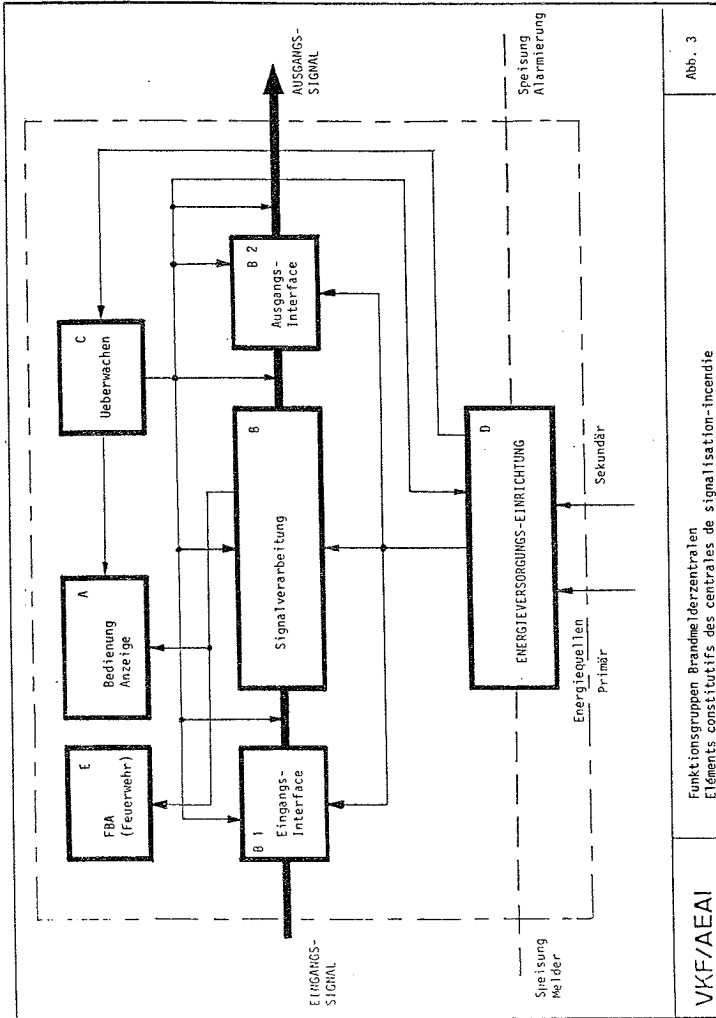 E
FBA
(Feuerwehr)
A
Bedienung
Anzeige
C
Ueberwachen
EINGANGS-
SIGNAL
B 1
Eingangs-
Interface
B
Signalverarbeitung
B 2
Ausgangs-
Interface
AUSGANGS-
SIGNAL
Speisung
Melder
D
ENERGIEVERSORGUNGS-EINRICHTUNG
Speisung
Alarmierung
Energiequellen
Primär
Sekundär
VKF/AEAI
Funktionsgruppen Brandmelderzentralen
Eléments constitutifs des centrales de signalisation-incendie
Abb. 3